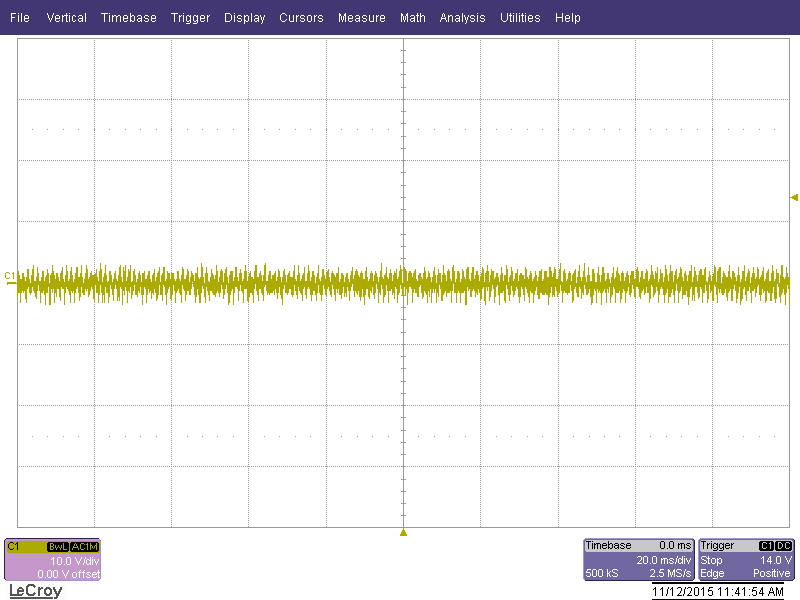 File Vertical Timebase Trigger Display Cursors Measure Math Analysis Utilities Help
C1
C1 BwL AC1M
10.0 V/div
0.00 V offset
Timebase 0.0 ms
20.0 ms/div
500 kS 2.5 MS/s
Trigger C1 DC
Stop 14.0 V
Edge Positive
LeCroy
11/12/2015 11:41:54 AM